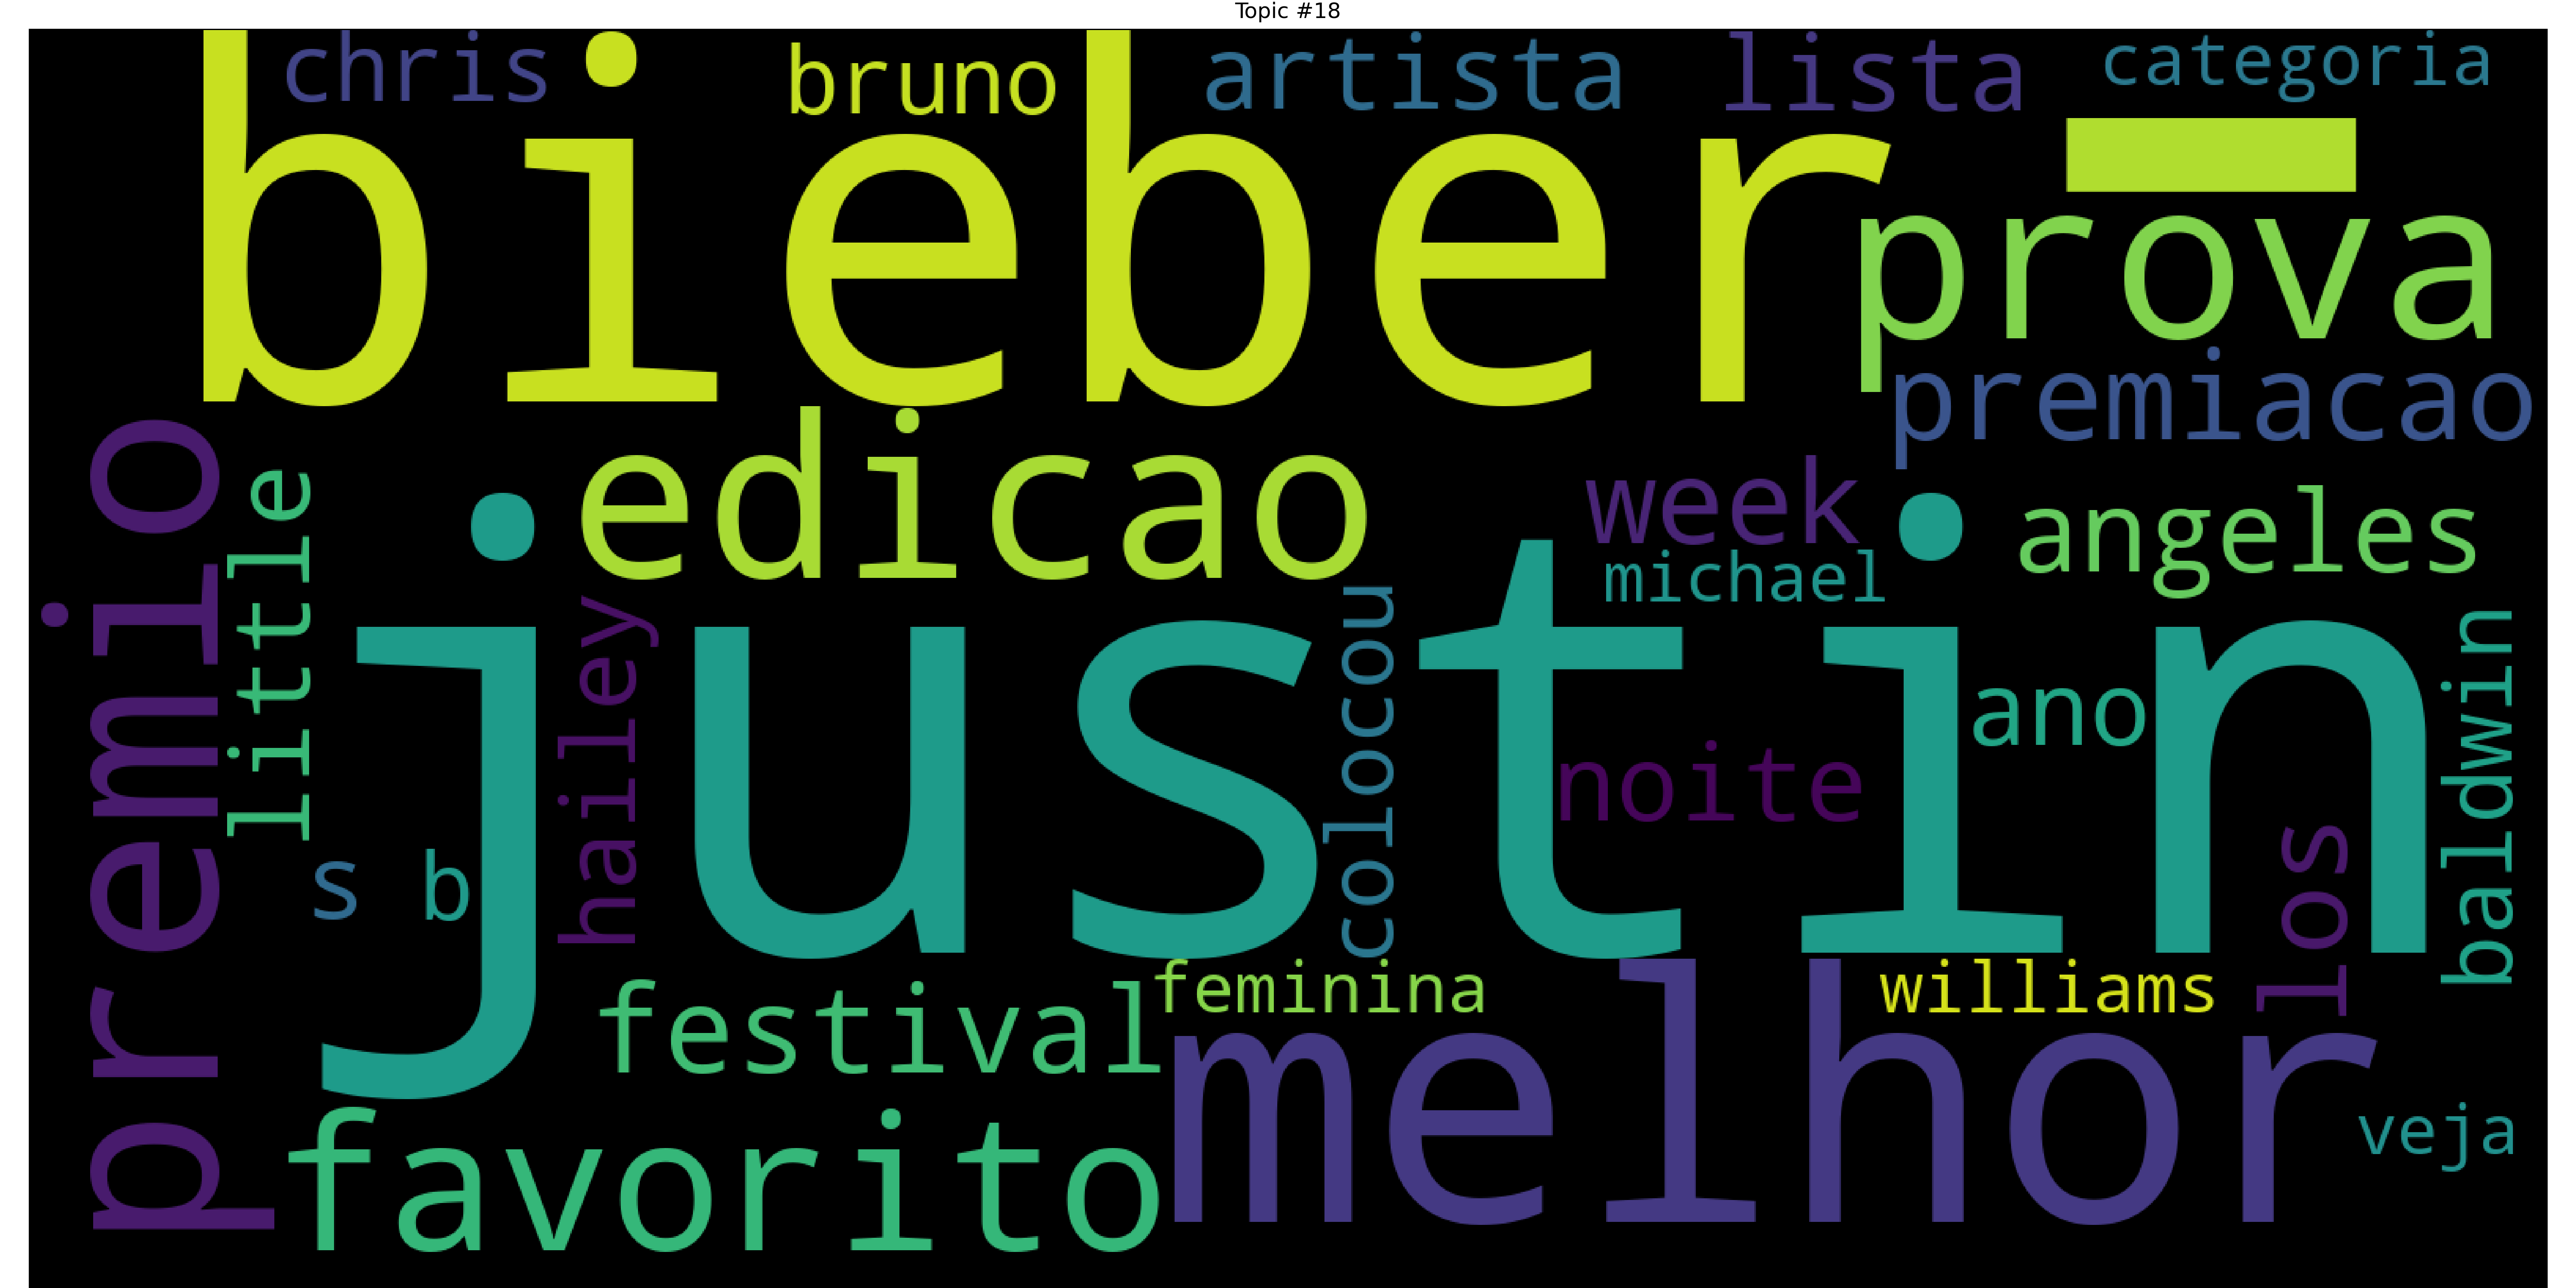 Topic #18
chris
bruno
artista
lista
categoria
bieber
–
prova
premiacao
premio
little
edicao
week
angeles
michael
justin
hailey
colocou
ano
noite
baldwin
s
b
los
festival
feminina
williams
melhor
favorito
veja